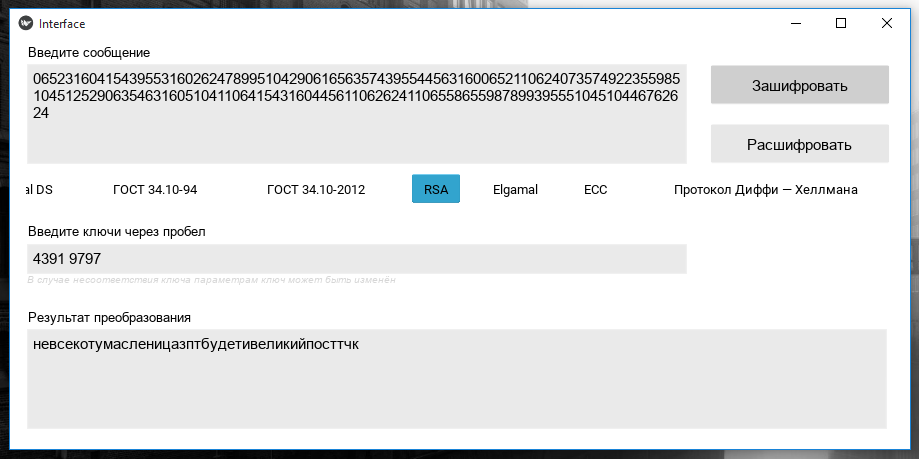 Interface
Введите сообщение
065231604154395531602624789951042906165635743955445631600652110624073574922355985
104512529063546316051041106415431604456110626241106558655987899395551045104467626
24
Зашифровать
Расшифровать
al DS ГОСТ 34.10-94 ГОСТ 34.10-2012 RSA Elgamal ECC Протокол Диффи — Хеллмана
Введите ключи через пробел
4391 9797
В случае несоответствия ключа параметрам ключ может быть изменён
Результат преобразования
невсекотумасленицазптбудетивеликийпосттчк